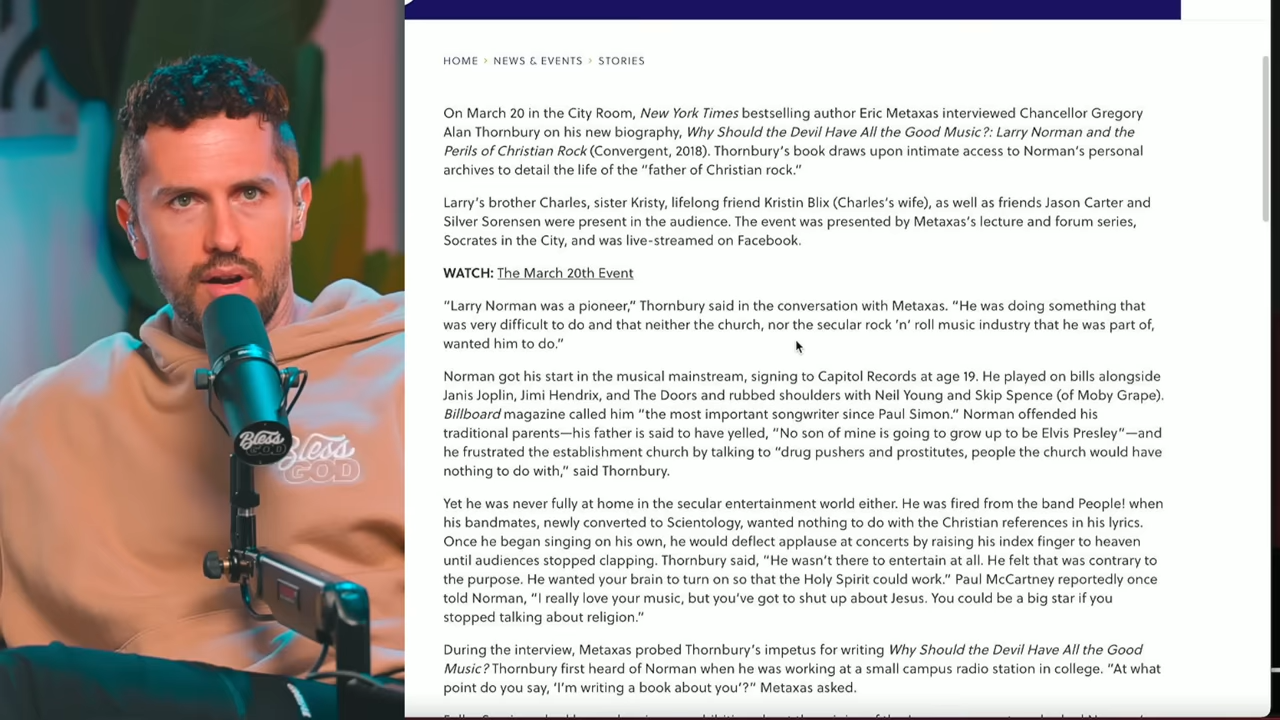 HOME > NEWS & EVENTS > STORIES
On March 20 in the City Room, New York Times bestselling author Eric Metaxas interviewed Chancellor Gregory
Alan Thornbury on his new biography, Why Should the Devil Have All the Good Music?: Larry Norman and the
Perils of Christian Rock (Convergent, 2018). Thornbury’s book draws upon intimate access to Norman’s personal
archives to detail the life of the “father of Christian rock.”
Larry’s brother Charles, sister Kristy, lifelong friend Kristin Blix (Charles’s wife), as well as friends Jason Carter and
Silver Sorensen were present in the audience. The event was presented by Metaxas’s lecture and forum series,
Socrates in the City, and was live-streamed on Facebook.
WATCH: The March 20th Event
“Larry Norman was a pioneer,” Thornbury said in the conversation with Metaxas. “He was doing something that
was very difficult to do and that neither the church, nor the secular rock ’n’ roll music industry that he was part of,
wanted him to do.”
Norman got his start in the musical mainstream, signing to Capitol Records at age 19. He played on bills alongside
Janis Joplin, Jimi Hendrix, and The Doors and rubbed shoulders with Neil Young and Skip Spence (of Moby Grape).
Billboard magazine called him “the most important songwriter since Paul Simon.” Norman offended his
traditional parents—his father is said to have yelled, “No son of mine is going to grow up to be Elvis Presley”—and
he frustrated the establishment church by talking to “drug pushers and prostitutes, people the church would have
nothing to do with,” said Thornbury.
Yet he was never fully at home in the secular entertainment world either. He was fired from the band People! when
his bandmates, newly converted to Scientology, wanted nothing to do with the Christian references in his lyrics.
Once he began singing on his own, he would deflect applause at concerts by raising his index finger to heaven
until audiences stopped clapping. Thornbury said, “He wasn’t there to entertain at all. He felt that was contrary to
the purpose. He wanted your brain to turn on so that the Holy Spirit could work.” Paul McCartney reportedly once
told Norman, “I really love your music, but you’ve got to shut up about Jesus. You could be a big star if you
stopped talking about religion.”
During the interview, Metaxas probed Thornbury’s impetus for writing Why Should the Devil Have All the Good
Music? Thornbury first heard of Norman when he was working at a small campus radio station in college. “At what
point do you say, ‘I’m writing a book about you’?” Metaxas asked.
Bless
GOD
Bless
GOD